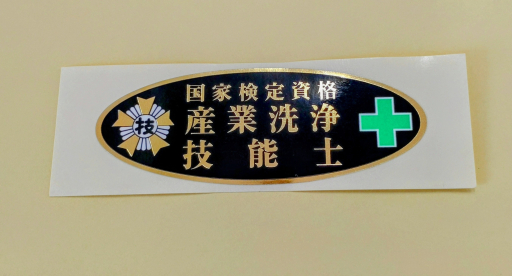 国家検定資格
技
産業洗浄
技能士